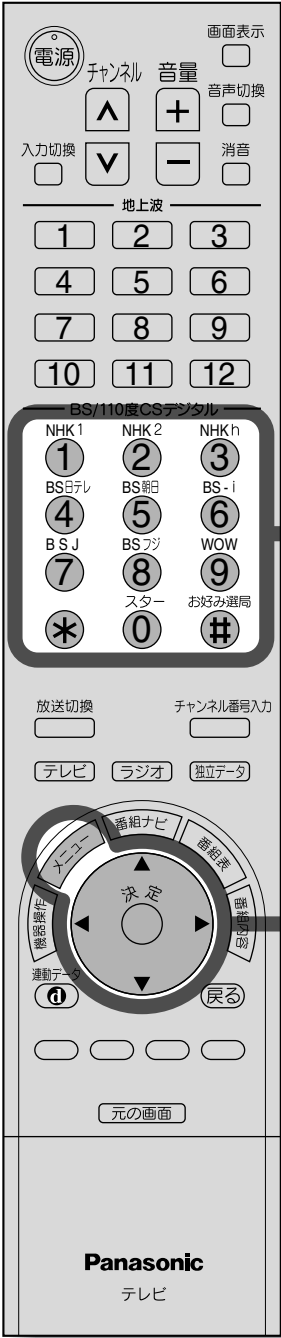 電源
画面表示
チャンネル 音量
音声切換
∧ +
入力切換 ∨ − 消音
地上波
1 2 3
4 5 6
7 8 9
10 11 12
BS/110度CSデジタル
NHK1 NHK2 NHKh
1 2 3
BS日テレ BS朝日 BS-i
4 5 6
BSJ BSフジ WOW
7 8 9
スター お好み選局
* 0 #
放送切換 チャンネル番号入力
テレビ ラジオ 独立データ
メニュー 番組ナビ 番組表
機器操作 決定 番組内容
連動データ
d 戻る
元の画面
Panasonic
テレビ